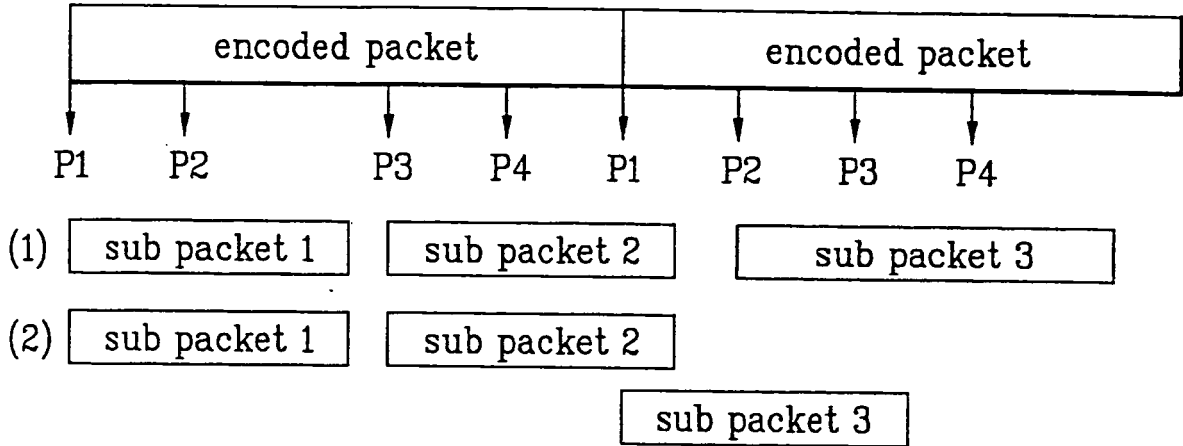 encoded packet encoded packet
P1 P2 P3 P4 P1 P2 P3 P4
(1) sub packet 1 sub packet 2 sub packet 3
(2) sub packet 1 sub packet 2
sub packet 3